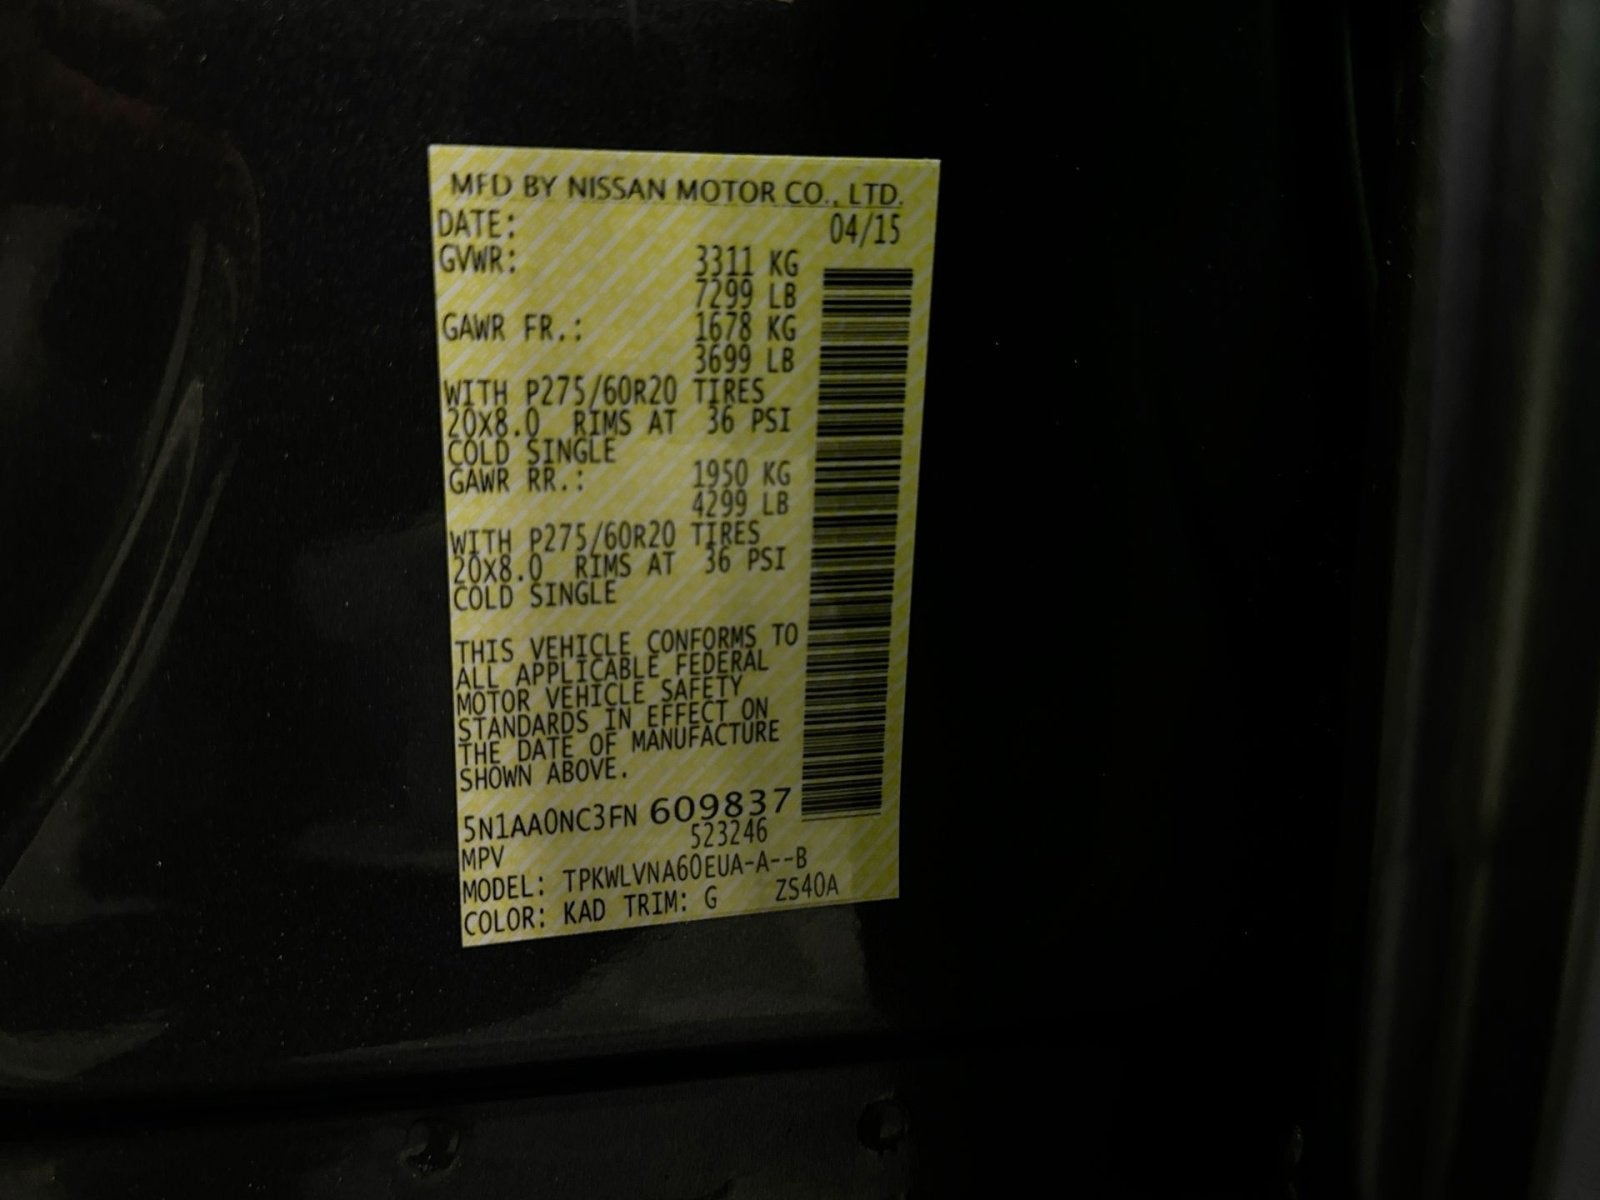 MFD BY NISSAN MOTOR CO., LTD.
DATE: 04/15
GVWR: 3311 KG
7299 LB
GAWR FR.: 1678 KG
3699 LB
WITH P275/60R20 TIRES
20X8.0 RIMS AT 36 PSI
COLD SINGLE
GAWR RR.: 1950 KG
4299 LB
WITH P275/60R20 TIRES
20X8.0 RIMS AT 36 PSI
COLD SINGLE
THIS VEHICLE CONFORMS TO
ALL APPLICABLE FEDERAL
MOTOR VEHICLE SAFETY
STANDARDS IN EFFECT ON
THE DATE OF MANUFACTURE
SHOWN ABOVE.
5N1AA0NC3FN 609837
523246
MPV
MODEL: TPKWLVNA60EUA-A--B
COLOR: KAD TRIM: G ZS40A